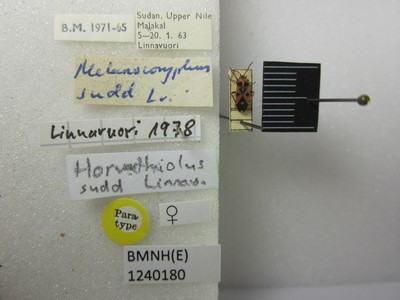 B.M. 1971-65
Sudan. Upper Nile
Malakal
5—20. 1. 63
Linnavuori
Melanocoryphus
sudd Lv.
Linnavuori 1978
Horvathiolus
sudd Linnav.
Para-
type
♀
BMNH(E)
1240180